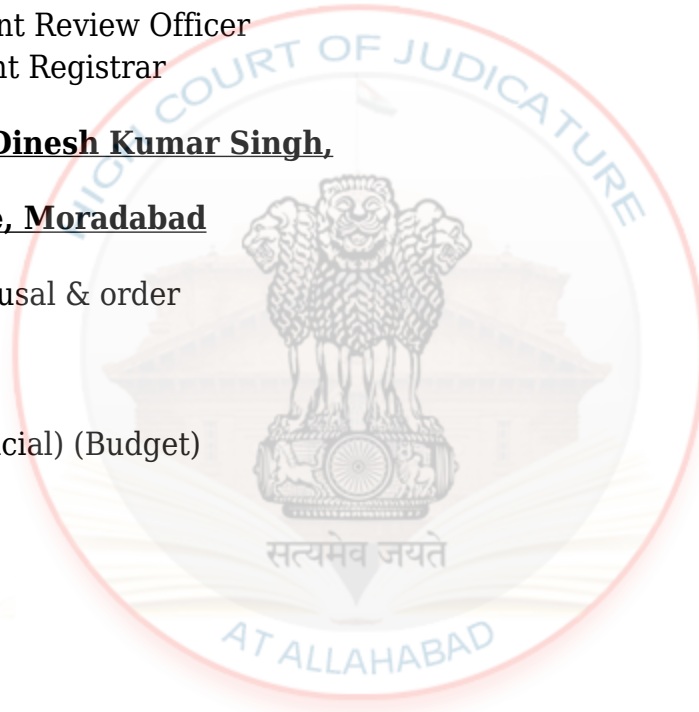 nt Review Officer
nt Registrar
Dinesh Kumar Singh,
e, Moradabad
usal & order
cial) (Budget)
HIGH COURT OF JUDICATURE
सत्यमेव जयते
AT ALLAHABAD